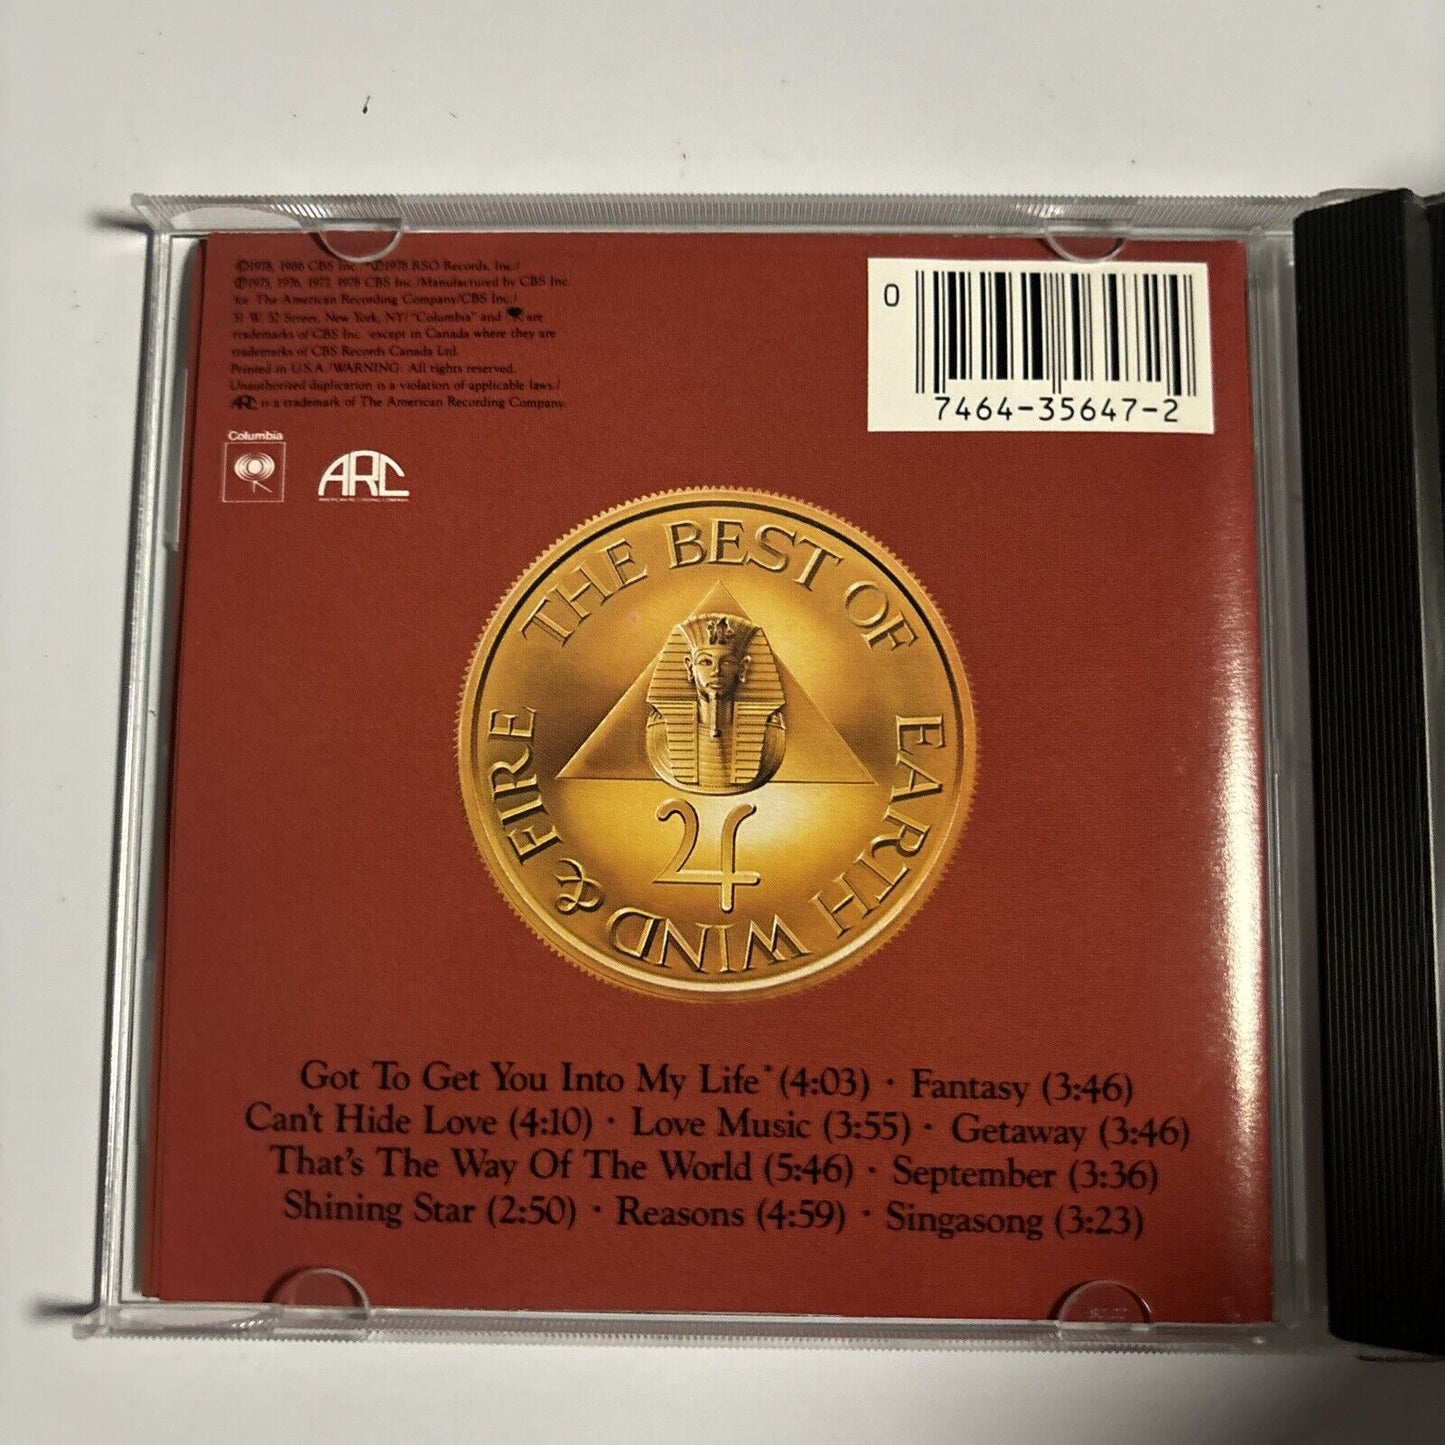 ©1978, 1986 CBS Inc./*℗1978 RSO Records, Inc./
℗1975, 1976, 1977, 1978 CBS Inc./Manufactured by CBS Inc.
for The American Recording Company/CBS Inc./
51 W. 52 Street, New York, NY/"Columbia" and are
trademarks of CBS Inc. except in Canada where they are
trademarks of CBS Records Canada Ltd.
Printed in U.S.A./WARNING: All rights reserved.
Unauthorized duplication is a violation of applicable laws./
ARC is a trademark of The American Recording Company.
Columbia
ARC
AMERICAN RECORDING COMPANY
0
7464-35647-2
THE BEST OF EARTH WIND & FIRE
♃
Got To Get You Into My Life* (4:03) · Fantasy (3:46)
Can't Hide Love (4:10) · Love Music (3:55) · Getaway (3:46)
That's The Way Of The World (5:46) · September (3:36)
Shining Star (2:50) · Reasons (4:59) · Singasong (3:23)